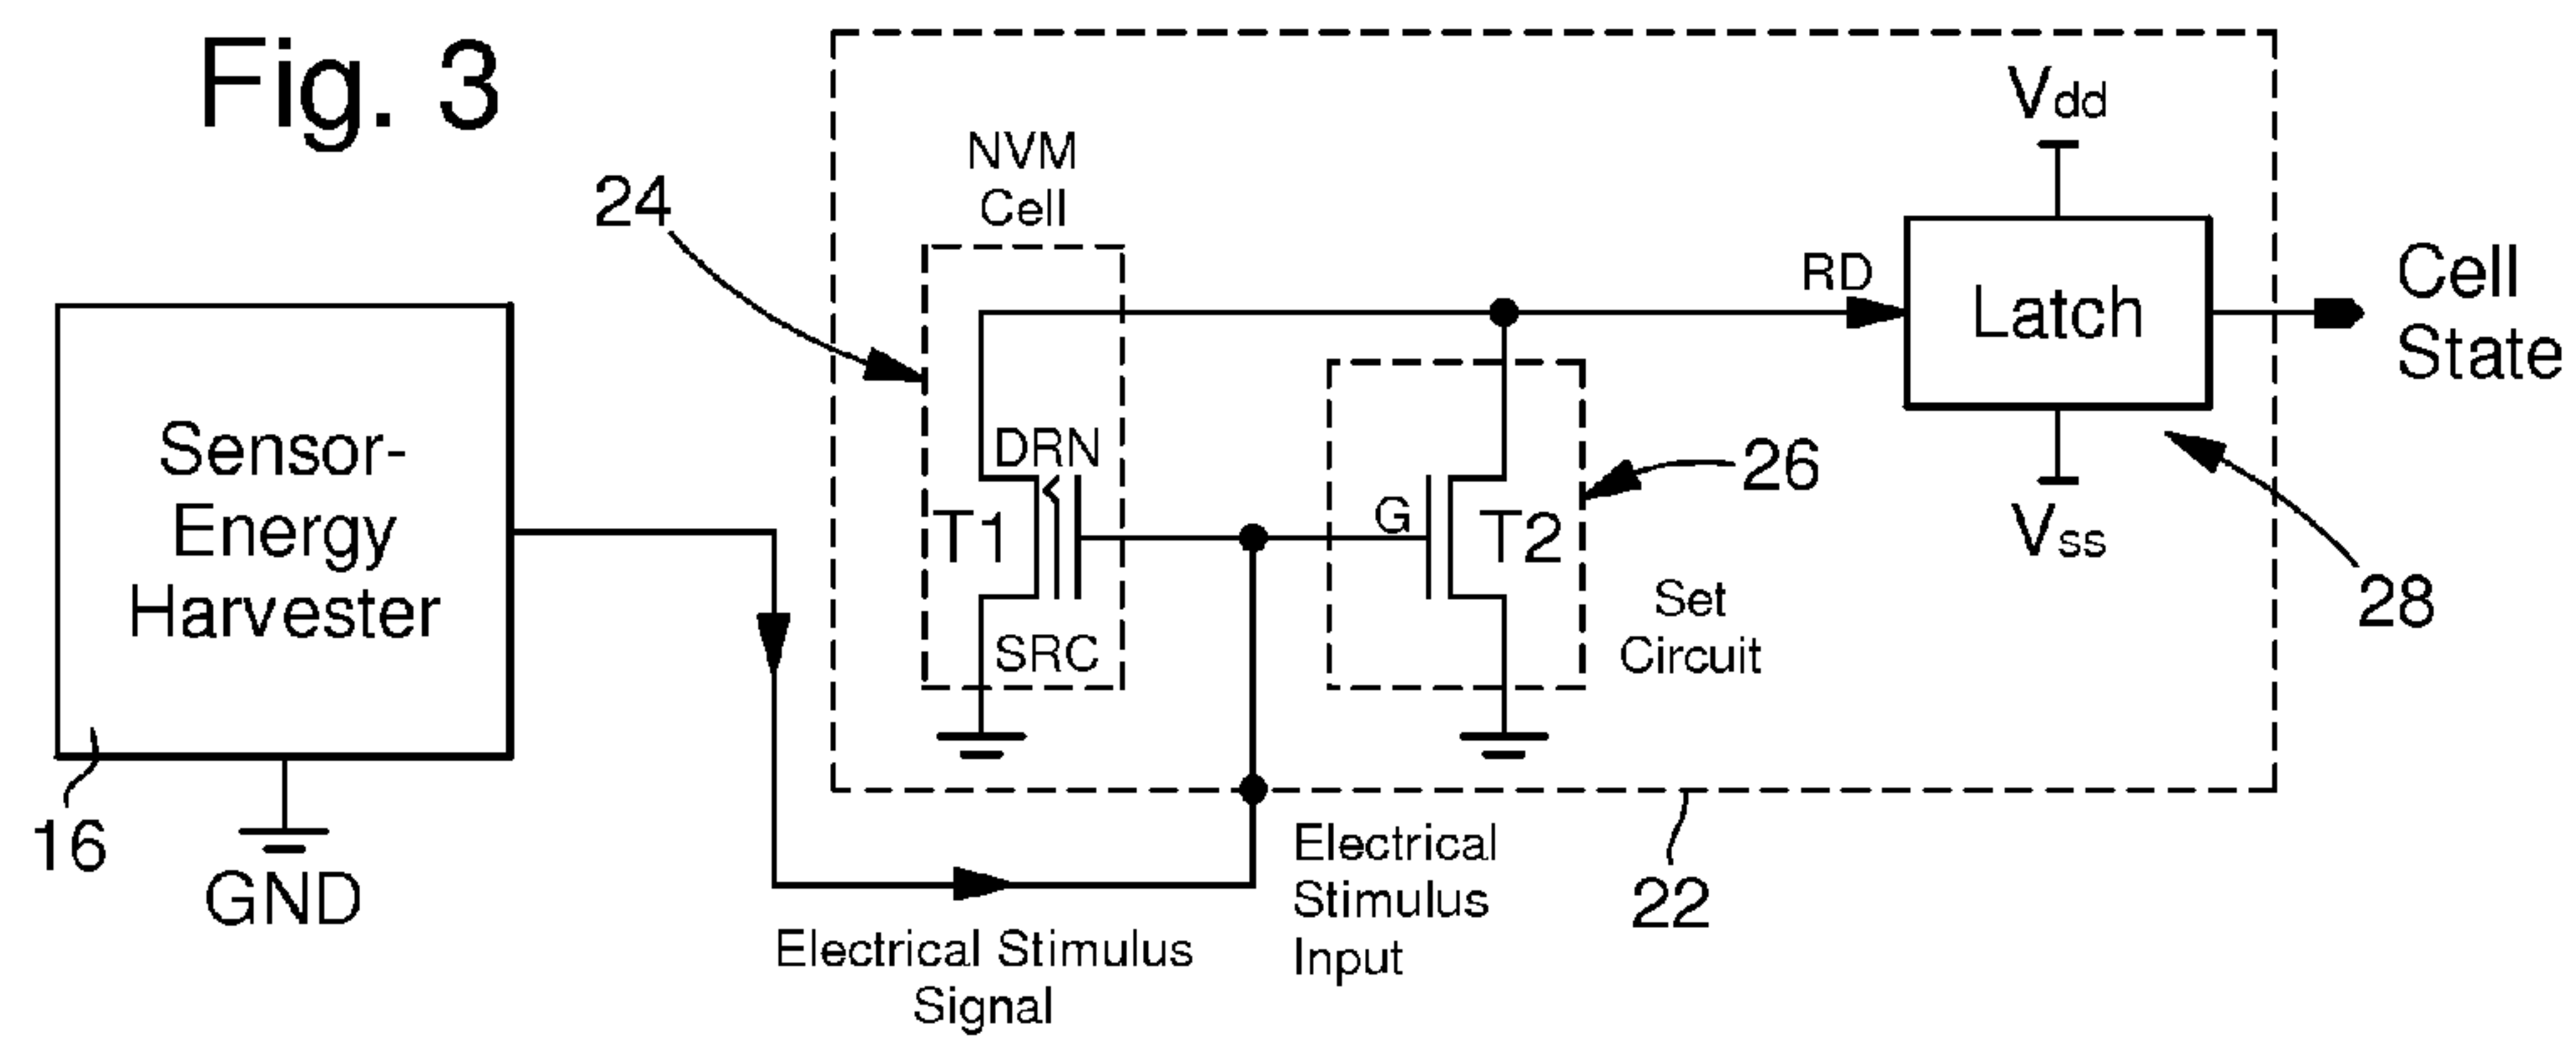 Fig. 3
NVM
Cell
24
Vdd
RD
Latch
Cell
State
Vss
28
Sensor-
Energy
Harvester
16
GND
DRN
T1
SRC
G
T2
26
Set
Circuit
22
Electrical Stimulus
Signal
Electrical
Stimulus
Input